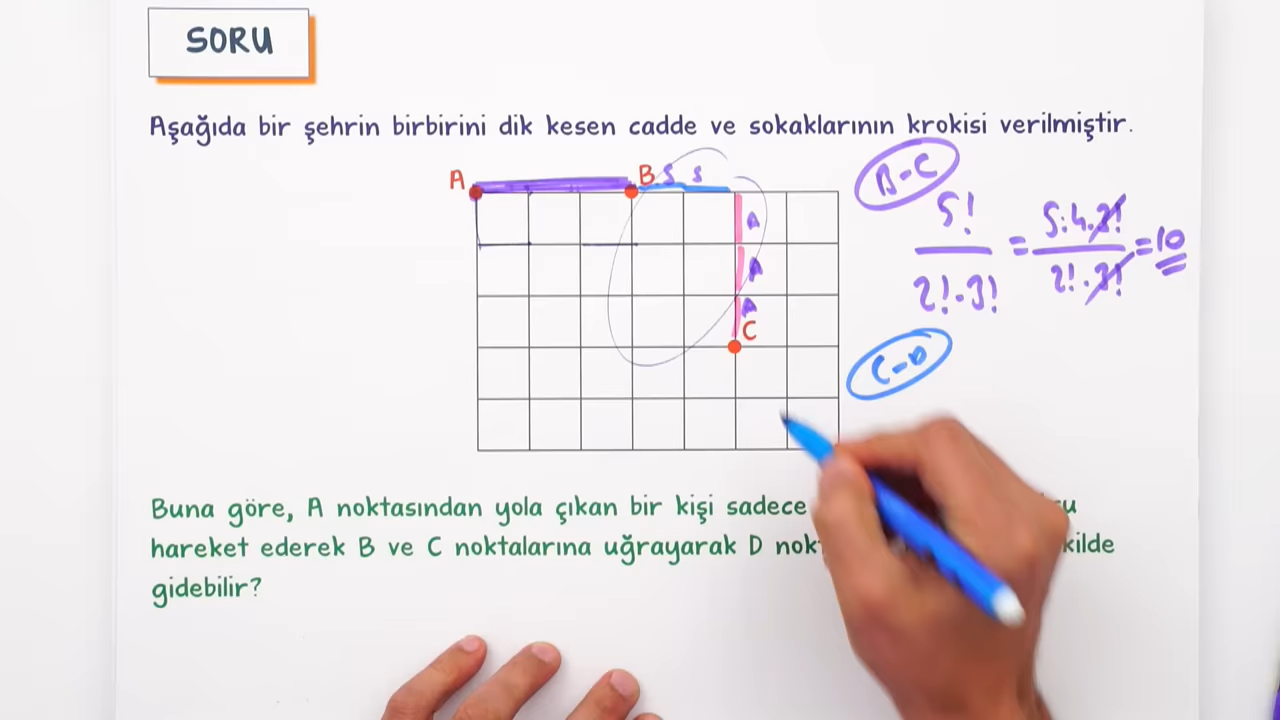 SORU
Aşağıda bir şehrin birbirini dik kesen cadde ve sokaklarının krokisi verilmiştir.
A B S S
A
A
A
C
B-C
5! / 2!.3! = 5.4.3! / 2!.3! = 10
C-D
Buna göre, A noktasından yola çıkan bir kişi sadece
hareket ederek B ve C noktalarına uğrayarak D
gidebilir?